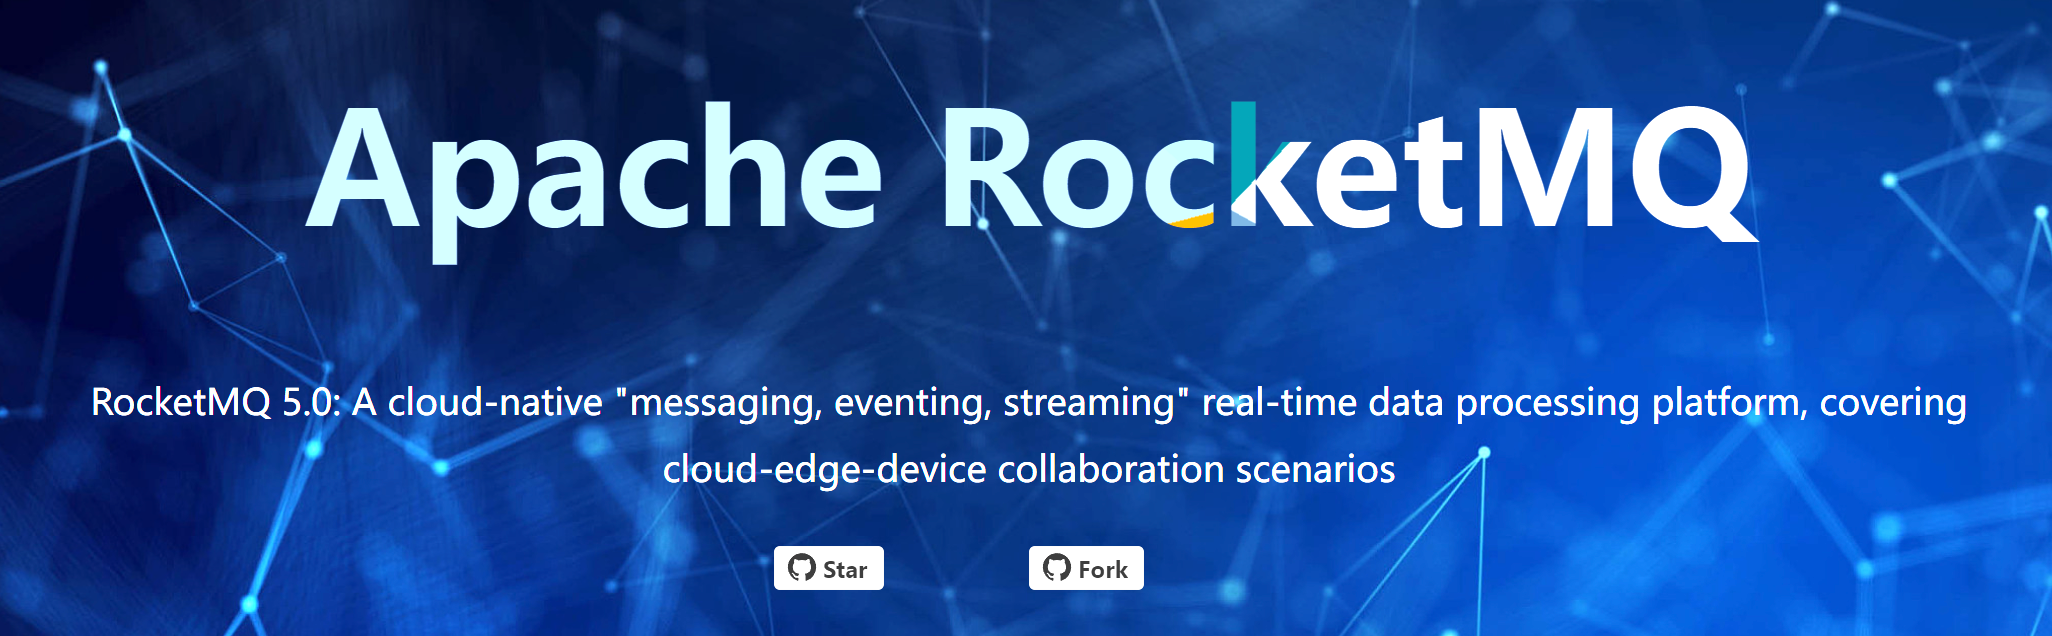 Apache RocketMQ
RocketMQ 5.0: A cloud-native "messaging, eventing, streaming" real-time data processing platform, covering
cloud-edge-device collaboration scenarios
Star Fork